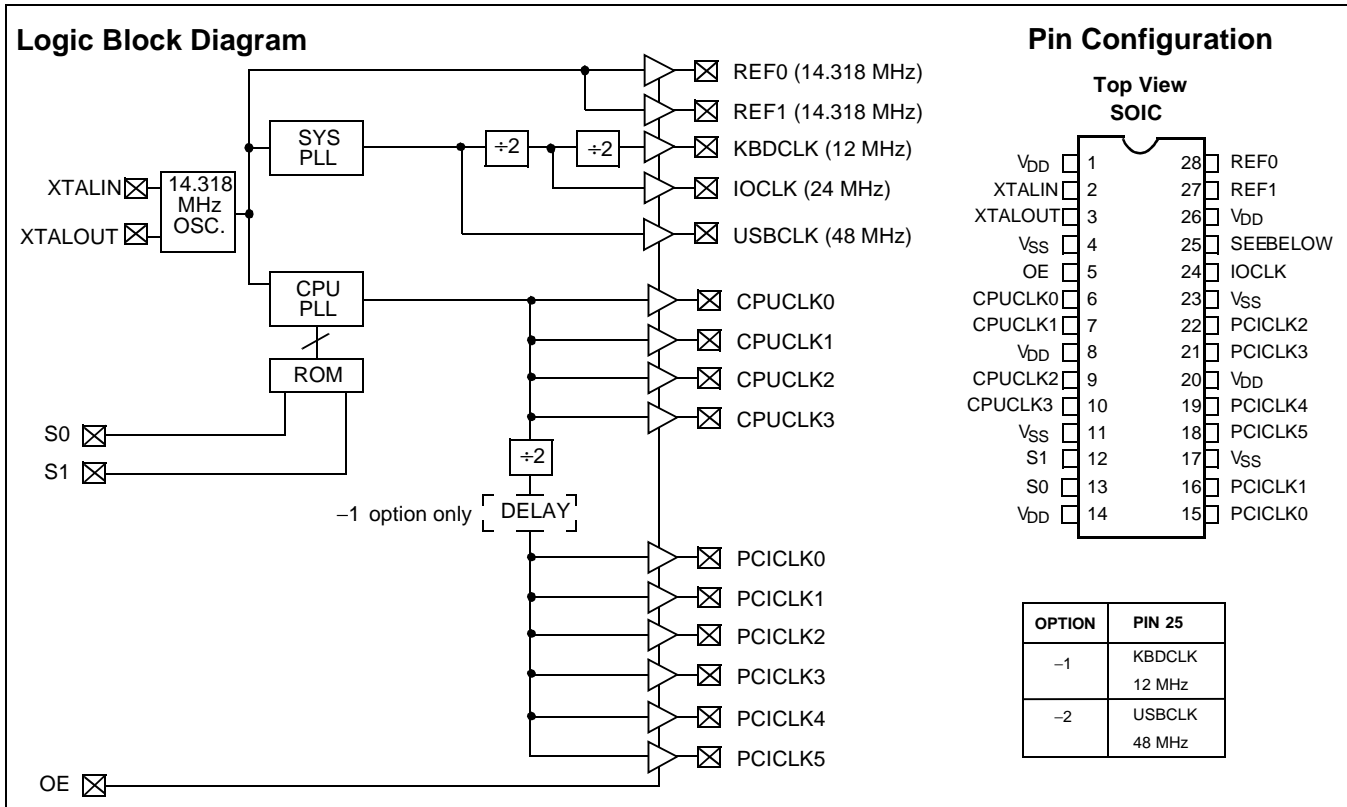 Logic Block Diagram
REF0 (14.318 MHz)
REF1 (14.318 MHz)
SYS
PLL
÷2
÷2
KBDCLK (12 MHz)
XTALIN
XTALOUT
14.318
MHz
OSC.
IOCLK (24 MHz)
USBCLK (48 MHz)
CPU
PLL
CPUCLK0
CPUCLK1
ROM
CPUCLK2
CPUCLK3
S0
S1
÷2
–1 option only
DELAY
PCICLK0
PCICLK1
PCICLK2
PCICLK3
PCICLK4
PCICLK5
OE
Pin Configuration
Top View
SOIC
VDD 1 28 REF0
XTALIN 2 27 REF1
XTALOUT 3 26 VDD
VSS 4 25 SEEBELOW
OE 5 24 IOCLK
CPUCLK0 6 23 VSS
CPUCLK1 7 22 PCICLK2
VDD 8 21 PCICLK3
CPUCLK2 9 20 VDD
CPUCLK3 10 19 PCICLK4
VSS 11 18 PCICLK5
S1 12 17 VSS
S0 13 16 PCICLK1
VDD 14 15 PCICLK0
OPTION PIN 25
–1 KBDCLK
12 MHz
–2 USBCLK
48 MHz